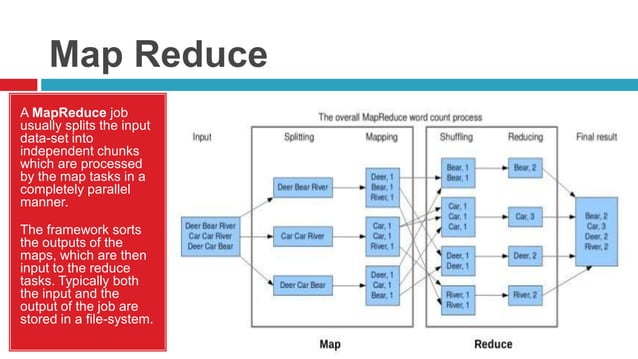 Map Reduce
A MapReduce job
usually splits the input
data-set into
independent chunks
which are processed
by the map tasks in a
completely parallel
manner.
The framework sorts
the outputs of the
maps, which are then
input to the reduce
tasks. Typically both
the input and the
output of the job are
stored in a file-system.
The overall MapReduce word count process
Input
Splitting
Mapping
Shuffling
Reducing
Final result
Deer Bear River
Car Car River
Deer Car Bear
Deer Bear River
Car Car River
Deer Car Bear
Deer, 1
Bear, 1
River, 1
Car, 1
Car, 1
River, 1
Deer, 1
Car, 1
Bear, 1
Bear, 1
Bear, 1
Car, 1
Car, 1
Car, 1
Deer, 1
Deer, 1
River, 1
River, 1
Bear, 2
Car, 3
Deer, 2
River, 2
Bear, 2
Car, 3
Deer, 2
River, 2
Map
Reduce